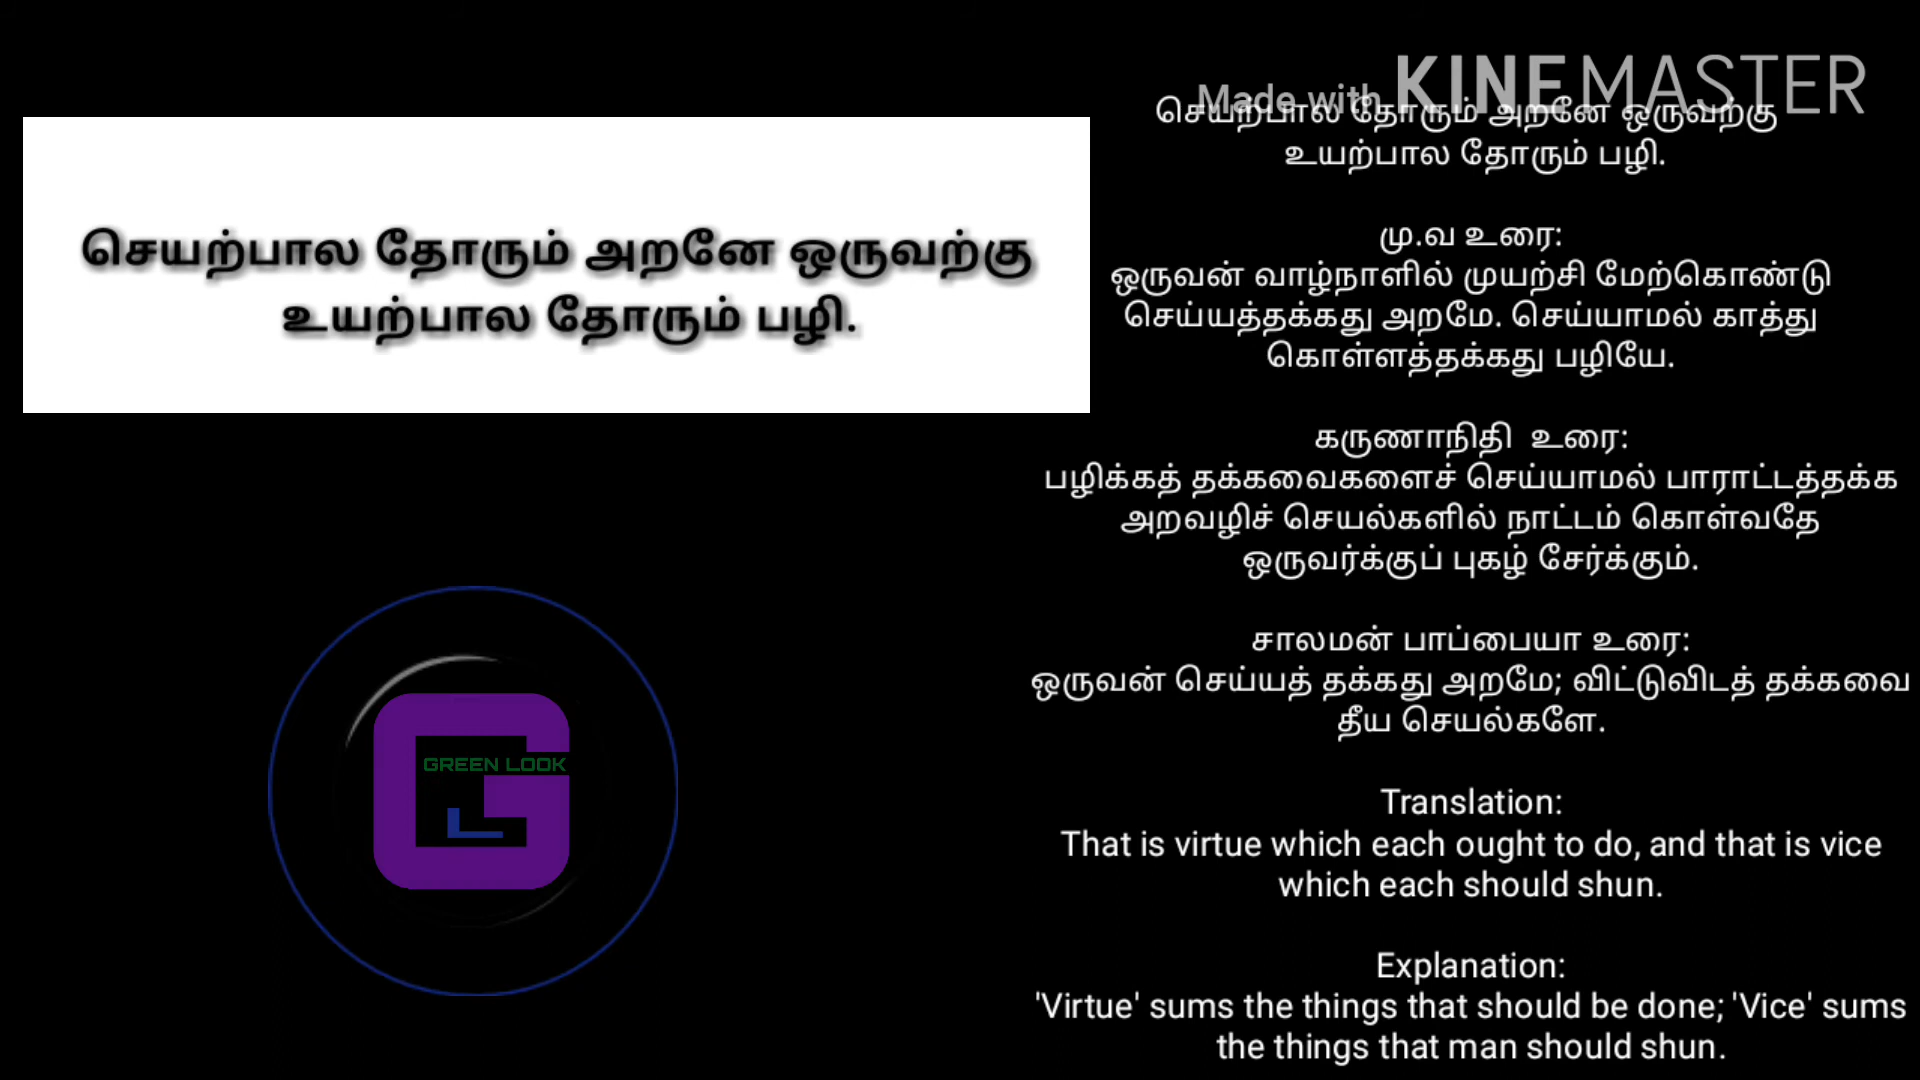 Made with KINEMASTER
செயற்பால தோரும் அறனே ஒருவற்கு
உயற்பால தோரும் பழி.
செயற்பால தோரும் அறனே ஒருவற்கு
உயற்பால தோரும் பழி.
மு.வ உரை:
ஒருவன் வாழ்நாளில் முயற்சி மேற்கொண்டு
செய்யத்தக்கது அறமே. செய்யாமல் காத்து
கொள்ளத்தக்கது பழியே.
கருணாநிதி உரை:
பழிக்கத் தக்கவைகளைச் செய்யாமல் பாராட்டத்தக்க
அறவழிச் செயல்களில் நாட்டம் கொள்வதே
ஒருவர்க்குப் புகழ் சேர்க்கும்.
சாலமன் பாப்பையா உரை:
ஒருவன் செய்யத் தக்கது அறமே; விட்டுவிடத் தக்கவை
தீய செயல்களே.
Translation:
That is virtue which each ought to do, and that is vice
which each should shun.
Explanation:
'Virtue' sums the things that should be done; 'Vice' sums
the things that man should shun.
GREEN LOOK